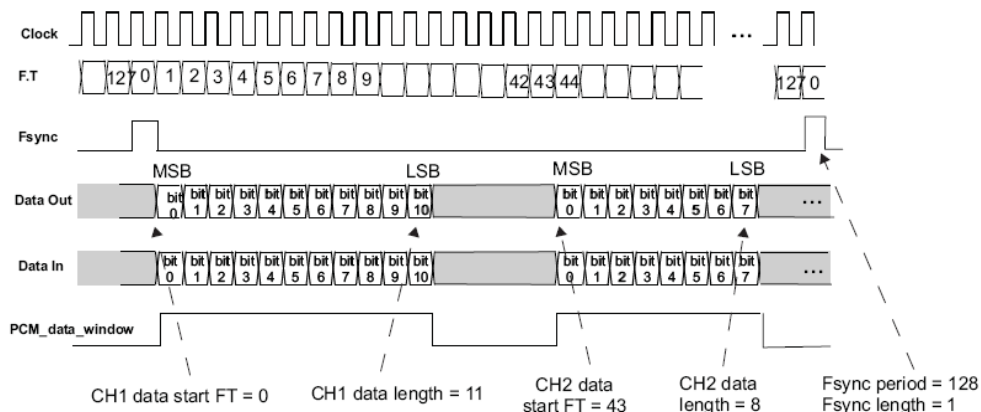 Clock ...
F.T 127 0 1 2 3 4 5 6 7 8 9 42 43 44 127 0
Fsync
MSB LSB MSB LSB
Data Out bit 0 bit 1 bit 2 bit 3 bit 4 bit 5 bit 6 bit 7 bit 8 bit 9 bit 10 bit 0 bit 1 bit 2 bit 3 bit 4 bit 5 bit 6 bit 7 ...
Data In bit 0 bit 1 bit 2 bit 3 bit 4 bit 5 bit 6 bit 7 bit 8 bit 9 bit 10 bit 0 bit 1 bit 2 bit 3 bit 4 bit 5 bit 6 bit 7 ...
PCM_data_window
CH1 data start FT = 0
CH1 data length = 11
CH2 data
start FT = 43
CH2 data
length = 8
Fsync period = 128
Fsync length = 1